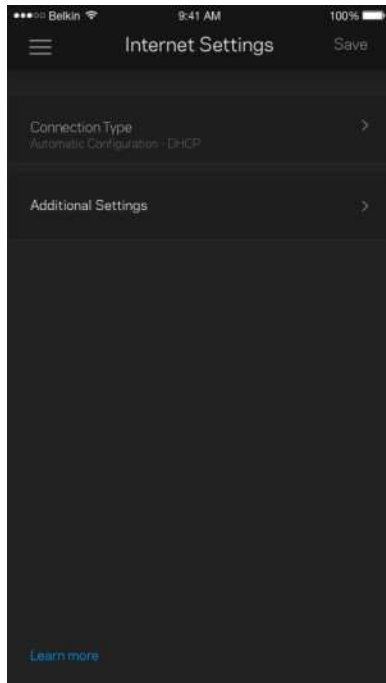 Belkin 9:41 AM 100%
Internet Settings Save
Connection Type
Automatic Configuration - DHCP
Additional Settings
Learn more